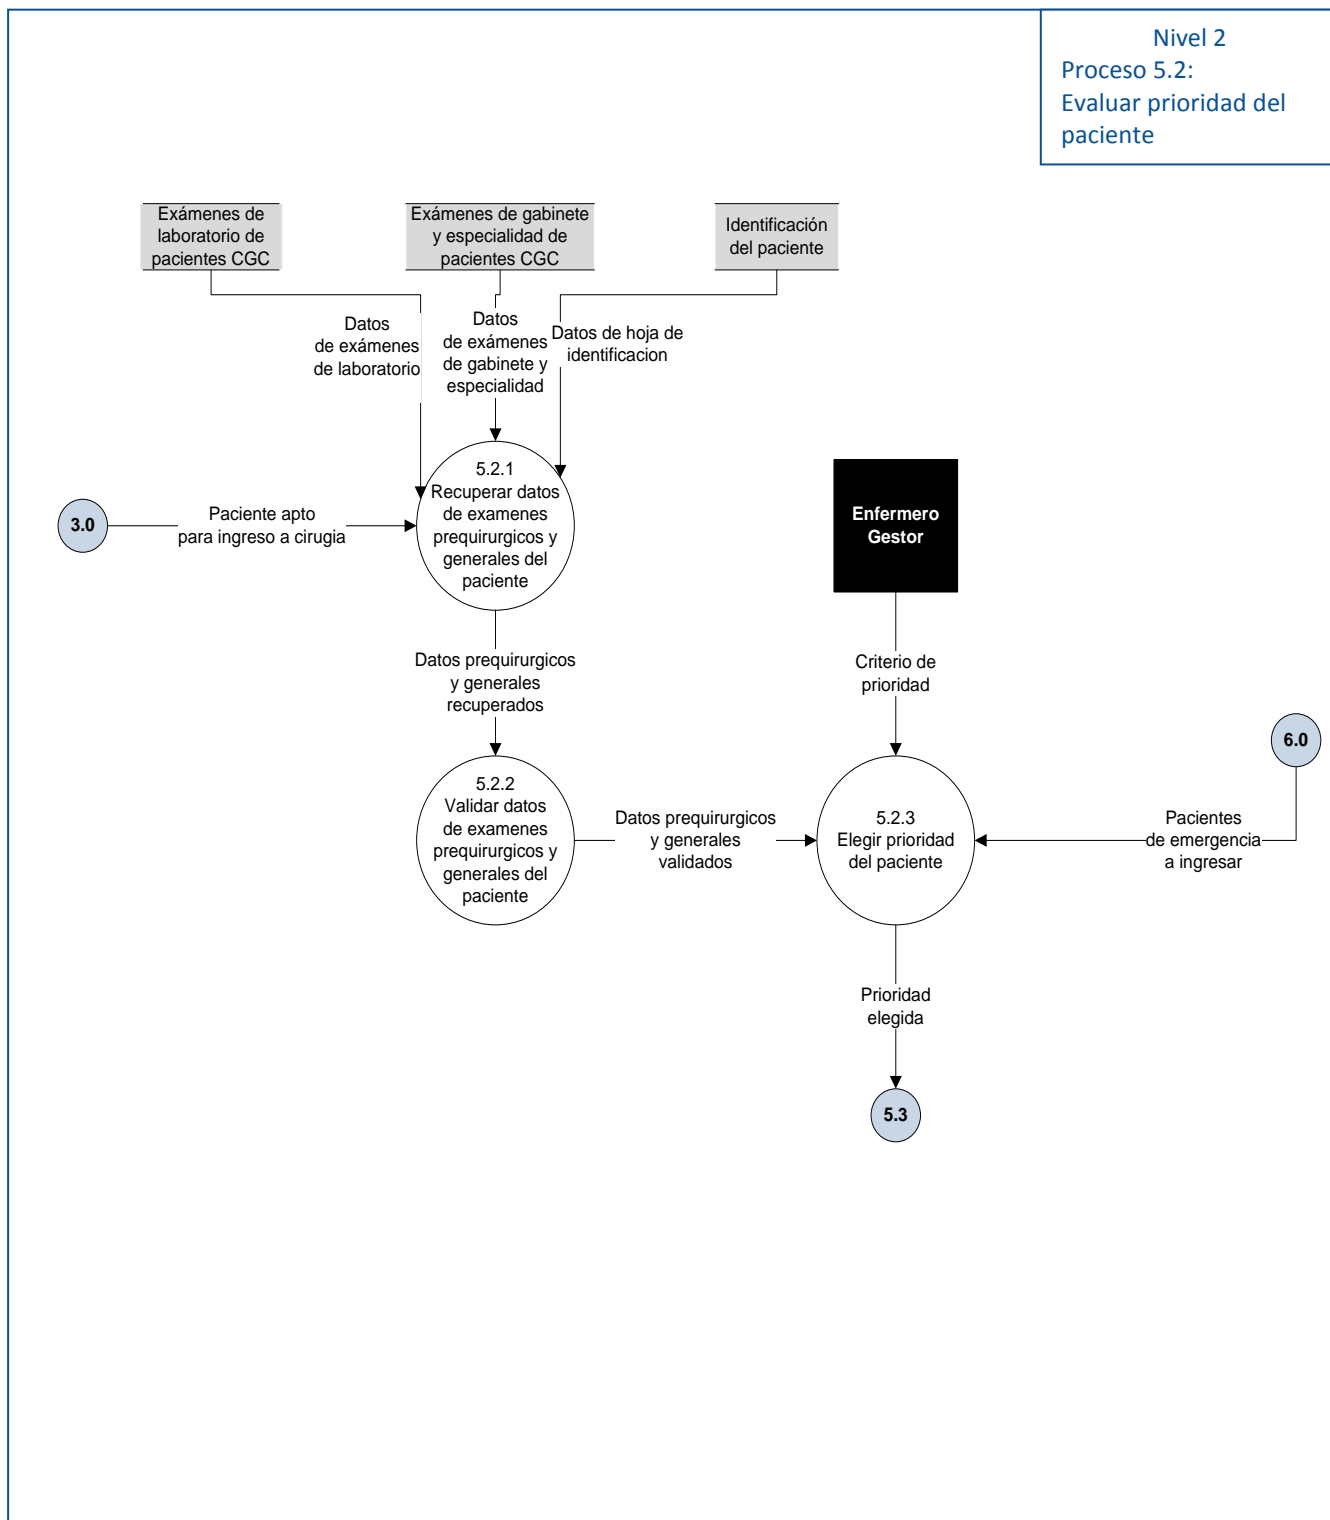 Nivel 2
Proceso 5.2:
Evaluar prioridad del
paciente
Exámenes de
laboratorio de
pacientes CGC
Exámenes de gabinete
y especialidad de
pacientes CGC
Identificación
del paciente
Datos
de exámenes
de laboratorio
Datos
de exámenes
de gabinete y
especialidad
Datos de hoja de
identificacion
3.0
Paciente apto
para ingreso a cirugia
5.2.1
Recuperar datos
de examenes
prequirurgicos y
generales del
paciente
Enfermero
Gestor
Datos prequirurgicos
y generales
recuperados
Criterio de
prioridad
6.0
5.2.2
Validar datos
de examenes
prequirurgicos y
generales del
paciente
Datos prequirurgicos
y generales
validados
5.2.3
Elegir prioridad
del paciente
Pacientes
de emergencia
a ingresar
Prioridad
elegida
5.3